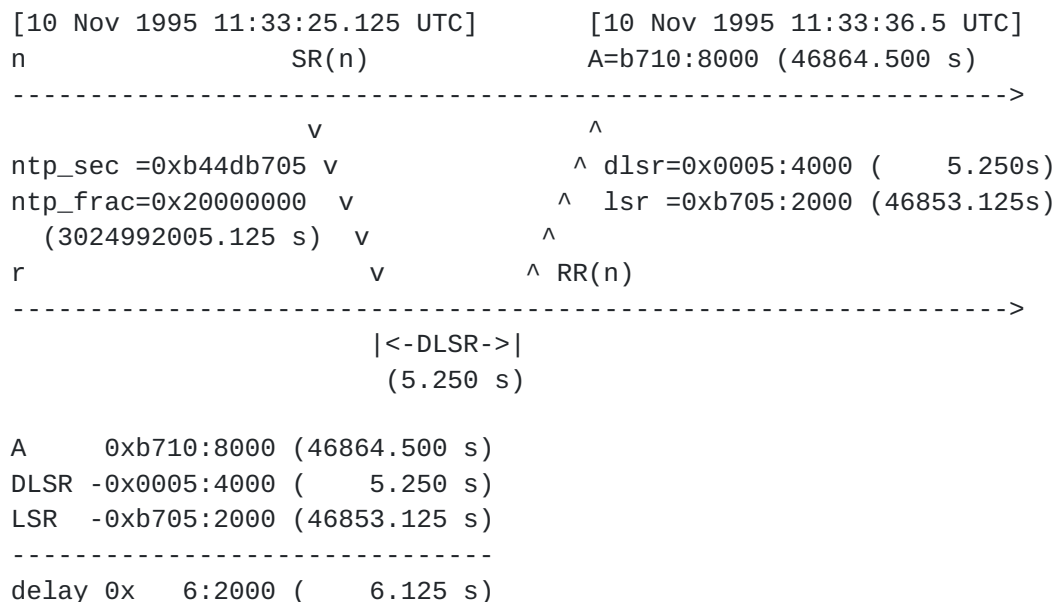 [10 Nov 1995 11:33:25.125 UTC]       [10 Nov 1995 11:33:36.5 UTC]
n                 SR(n)              A=b710:8000 (46864.500 s)
---------------------------------------------------------------->
                   v                 ^
ntp_sec =0xb44db705 v               ^ dlsr=0x0005:4000 (    5.250s)
ntp_frac=0x20000000  v             ^  lsr =0xb705:2000 (46853.125s)
  (3024992005.125 s)  v           ^
r                      v         ^ RR(n)
---------------------------------------------------------------->
                       |<-DLSR->|
                        (5.250 s)
A     0xb710:8000 (46864.500 s)
DLSR -0x0005:4000 (    5.250 s)
LSR  -0xb705:2000 (46853.125 s)
-------------------------------
delay 0x   6:2000 (    6.125 s)